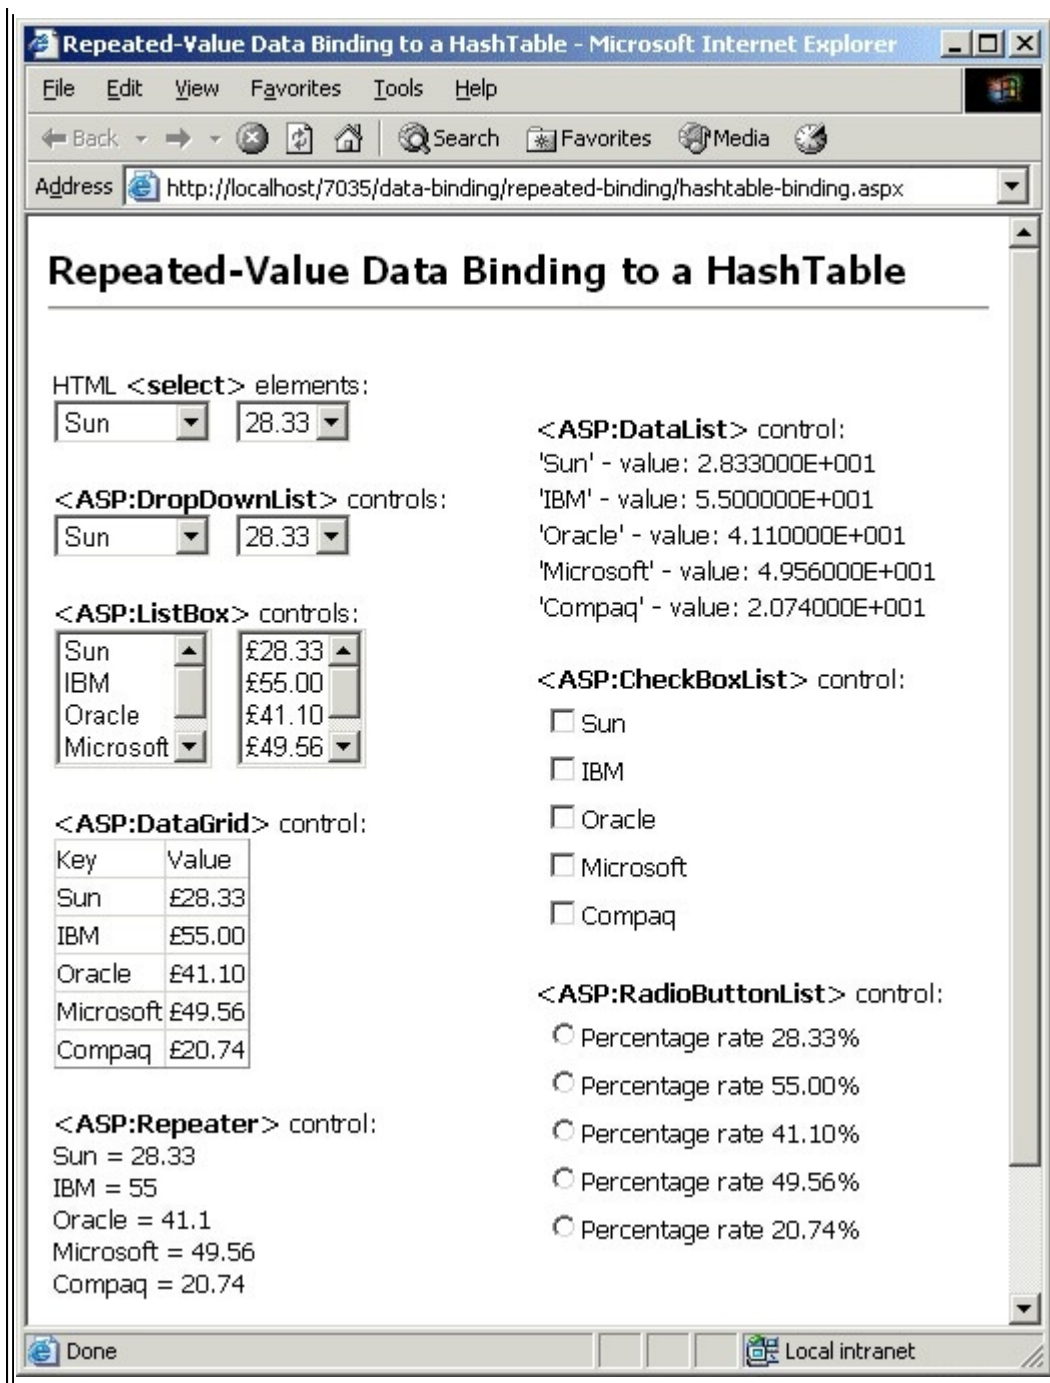 Repeated-Value Data Binding to a HashTable - Microsoft Internet Explorer
File Edit View Favorites Tools Help
Back Search Favorites Media
Address http://localhost/7035/data-binding/repeated-binding/hashtable-binding.aspx
Repeated-Value Data Binding to a HashTable
HTML <select> elements:
Sun 28.33
<ASP:DropDownList> controls:
Sun 28.33
<ASP:ListBox> controls:
Sun £28.33
IBM £55.00
Oracle £41.10
Microsoft £49.56
<ASP:DataGrid> control:
Key Value
Sun £28.33
IBM £55.00
Oracle £41.10
Microsoft £49.56
Compaq £20.74
<ASP:Repeater> control:
Sun = 28.33
IBM = 55
Oracle = 41.1
Microsoft = 49.56
Compaq = 20.74
<ASP:DataList> control:
'Sun' - value: 2.833000E+001
'IBM' - value: 5.500000E+001
'Oracle' - value: 4.110000E+001
'Microsoft' - value: 4.956000E+001
'Compaq' - value: 2.074000E+001
<ASP:CheckBoxList> control:
Sun
IBM
Oracle
Microsoft
Compaq
<ASP:RadioButtonList> control:
Percentage rate 28.33%
Percentage rate 55.00%
Percentage rate 41.10%
Percentage rate 49.56%
Percentage rate 20.74%
Done Local intranet